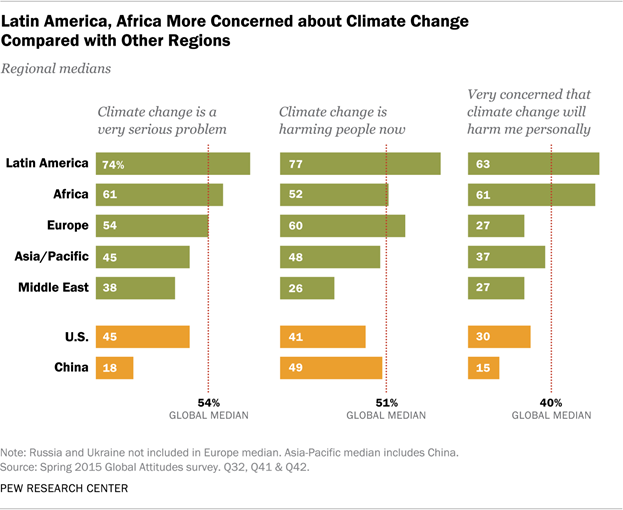 Latin America, Africa More Concerned about Climate Change
Compared with Other Regions
Regional medians
Climate change is a
very serious problem
Climate change is
harming people now
Very concerned that
climate change will
harm me personally
Latin America 74% 77 63
Africa 61 52 61
Europe 54 60 27
Asia/Pacific 45 48 37
Middle East 38 26 27
U.S. 45 41 30
China 18 49 15
54% 51% 40%
GLOBAL MEDIAN GLOBAL MEDIAN GLOBAL MEDIAN
Note: Russia and Ukraine not included in Europe median. Asia-Pacific median includes China.
Source: Spring 2015 Global Attitudes survey. Q32, Q41 & Q42.
PEW RESEARCH CENTER